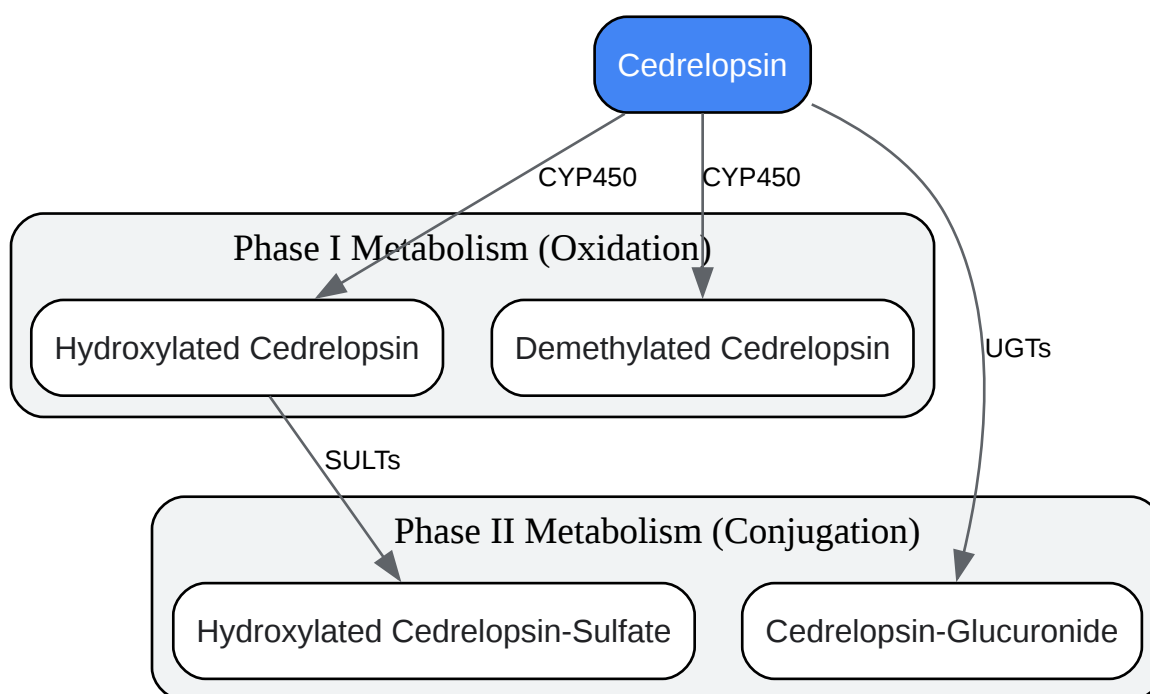 Cedrelopsin
CYP450
CYP450
Phase I Metabolism (Oxidation)
Hydroxylated Cedrelopsin
Demethylated Cedrelopsin
UGTs
SULTs
Phase II Metabolism (Conjugation)
Hydroxylated Cedrelopsin-Sulfate
Cedrelopsin-Glucuronide